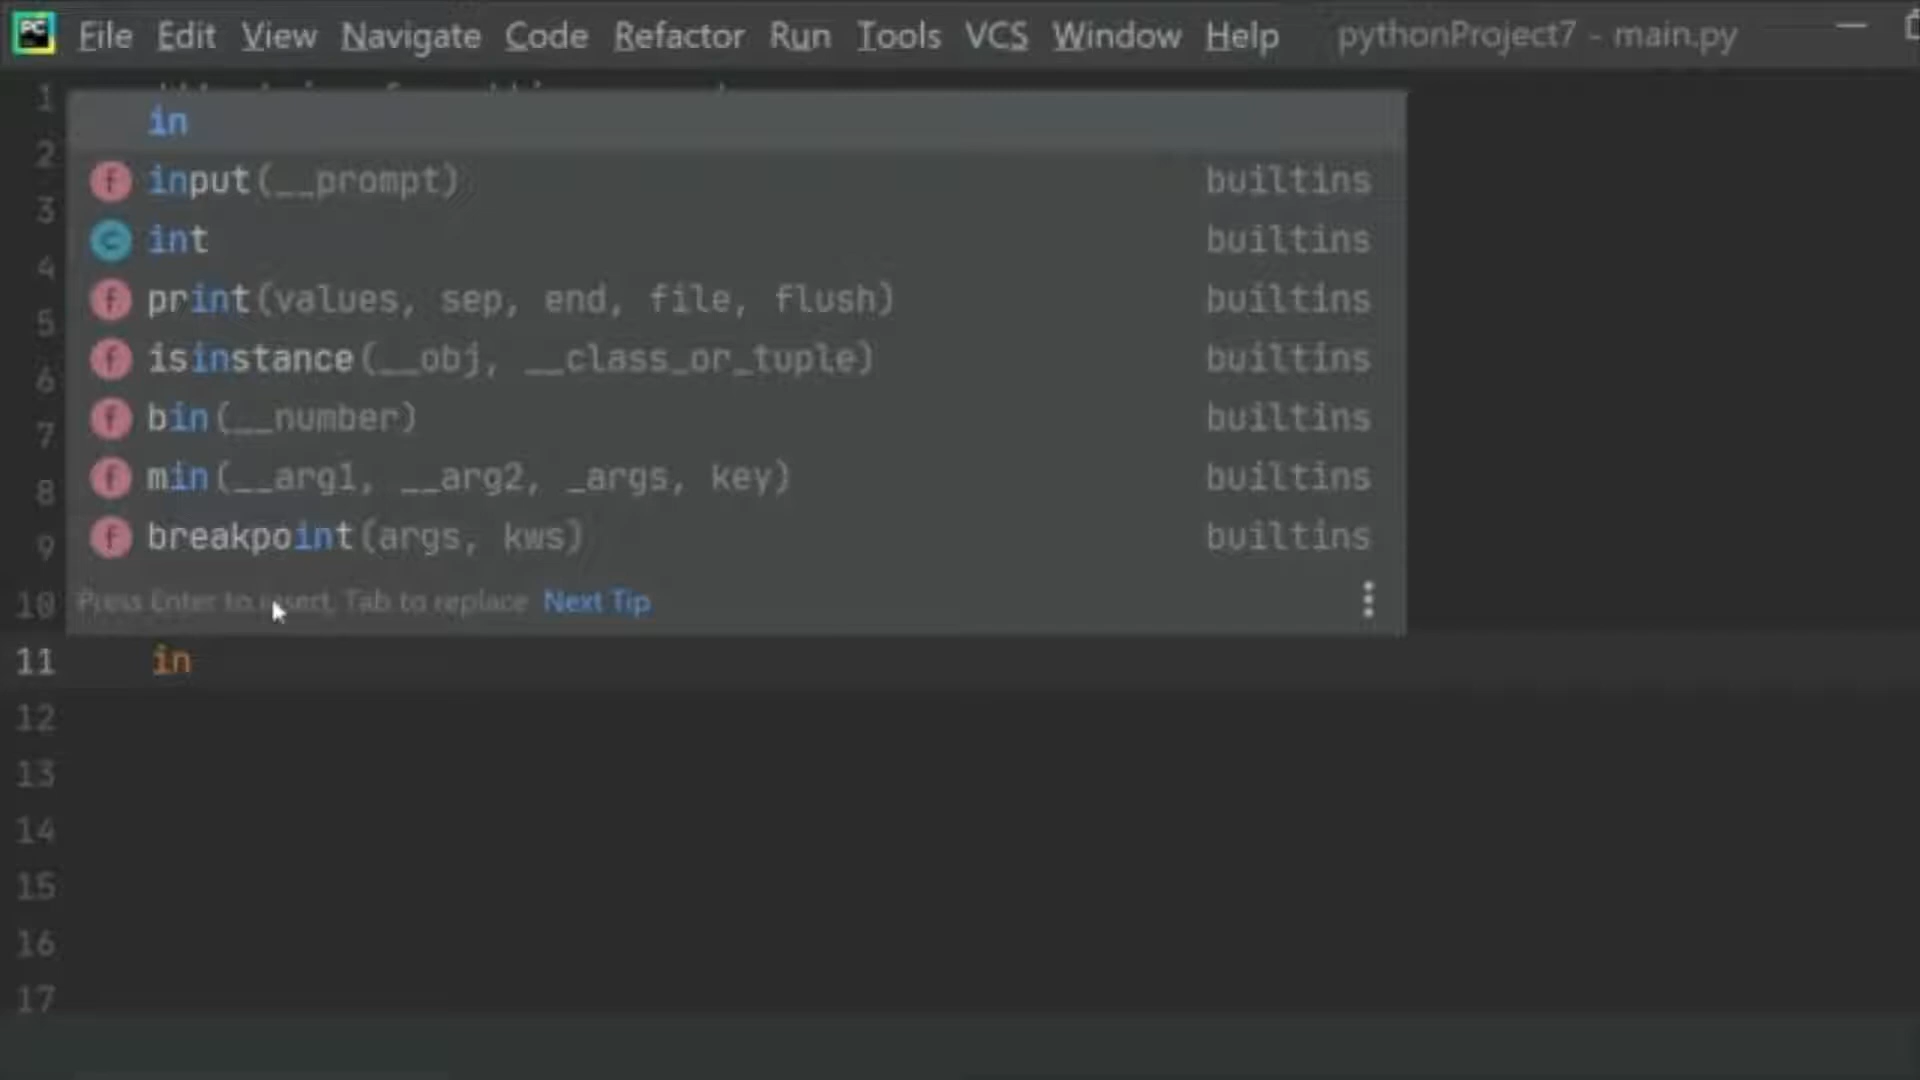 PC File Edit View Navigate Code Refactor Run Tools VCS Window Help pythonProject7 - main.py
1
in
2
input(__prompt) builtins
3
int builtins
4
print(values, sep, end, file, flush) builtins
5
isinstance(__obj, __class_or_tuple) builtins
6
bin(__number) builtins
7
min(__arg1, __arg2, _args, key) builtins
8
breakpoint(args, kws) builtins
9
10 Press Enter to insert, Tab to replace Next Tip
11 in
12
13
14
15
16
17